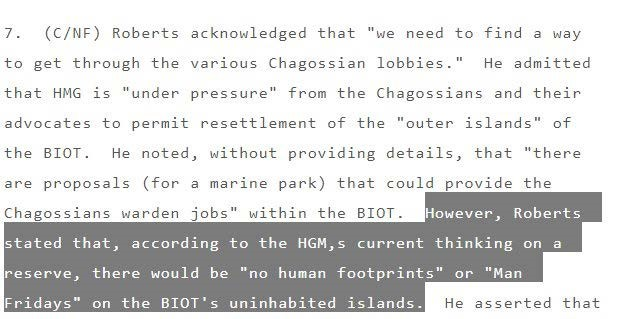 7. (C/NF) Roberts acknowledged that "we need to find a way
to get through the various Chagossian lobbies." He admitted
that HMG is "under pressure" from the Chagossians and their
advocates to permit resettlement of the "outer islands" of
the BIOT. He noted, without providing details, that "there
are proposals (for a marine park) that could provide the
Chagossians warden jobs" within the BIOT. However, Roberts
stated that, according to the HGM,s current thinking on a
reserve, there would be "no human footprints" or "Man
Fridays" on the BIOT's uninhabited islands. He asserted that